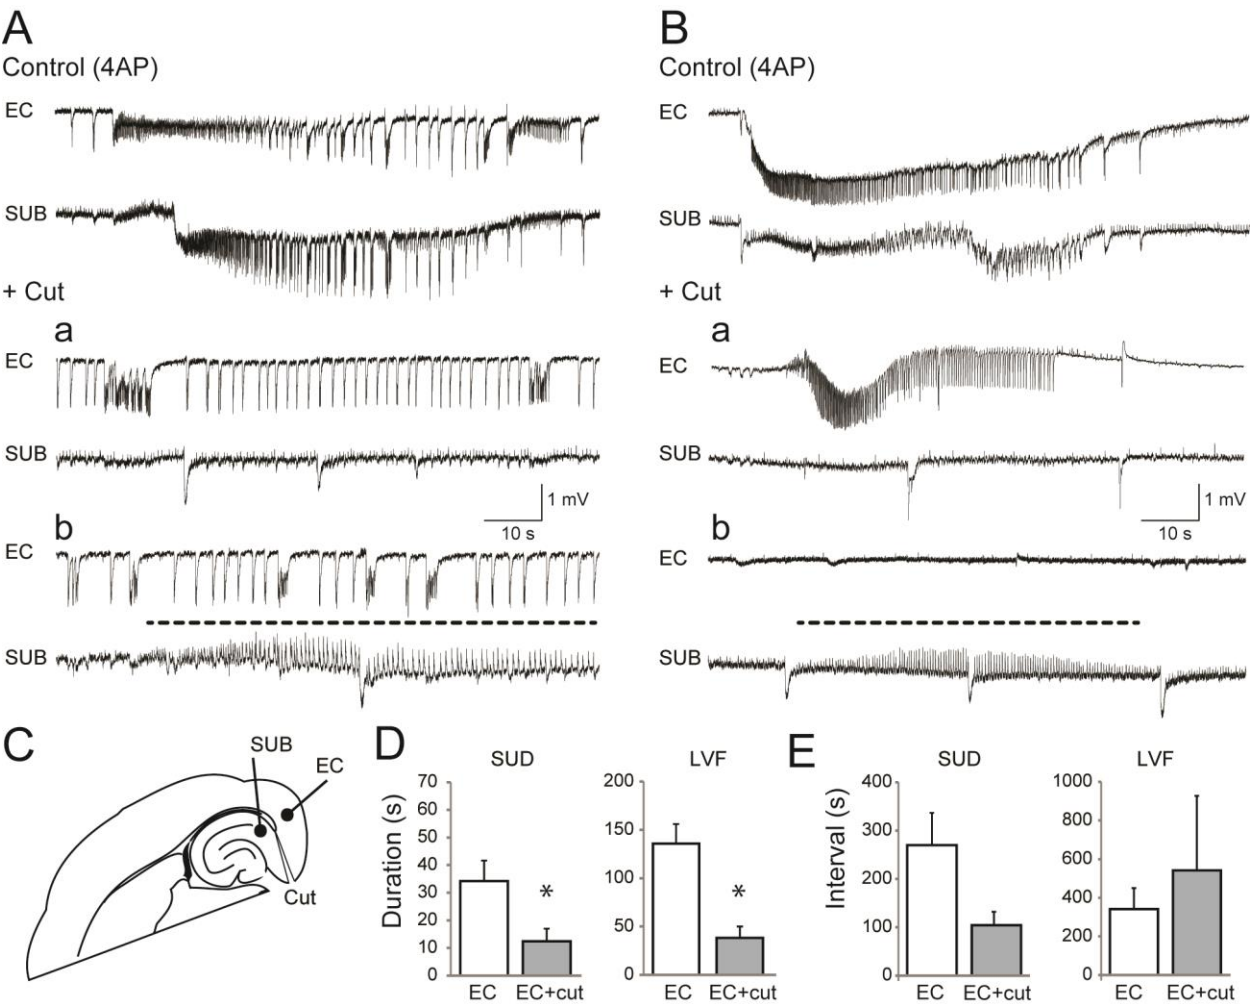 A
Control (4AP)
EC
SUB
+ Cut
a
EC
SUB
1 mV
10 s
b
EC
SUB
B
Control (4AP)
EC
SUB
+ Cut
a
EC
SUB
1 mV
10 s
b
EC
SUB
C
SUB
EC
Cut
D
SUD
Duration (s)
70
60
50
40
30
20
10
0
*
EC
EC+cut
LVF
200
150
100
50
0
*
EC
EC+cut
E
SUD
Interval (s)
400
300
200
100
0
EC
EC+cut
LVF
1000
800
600
400
200
0
EC
EC+cut